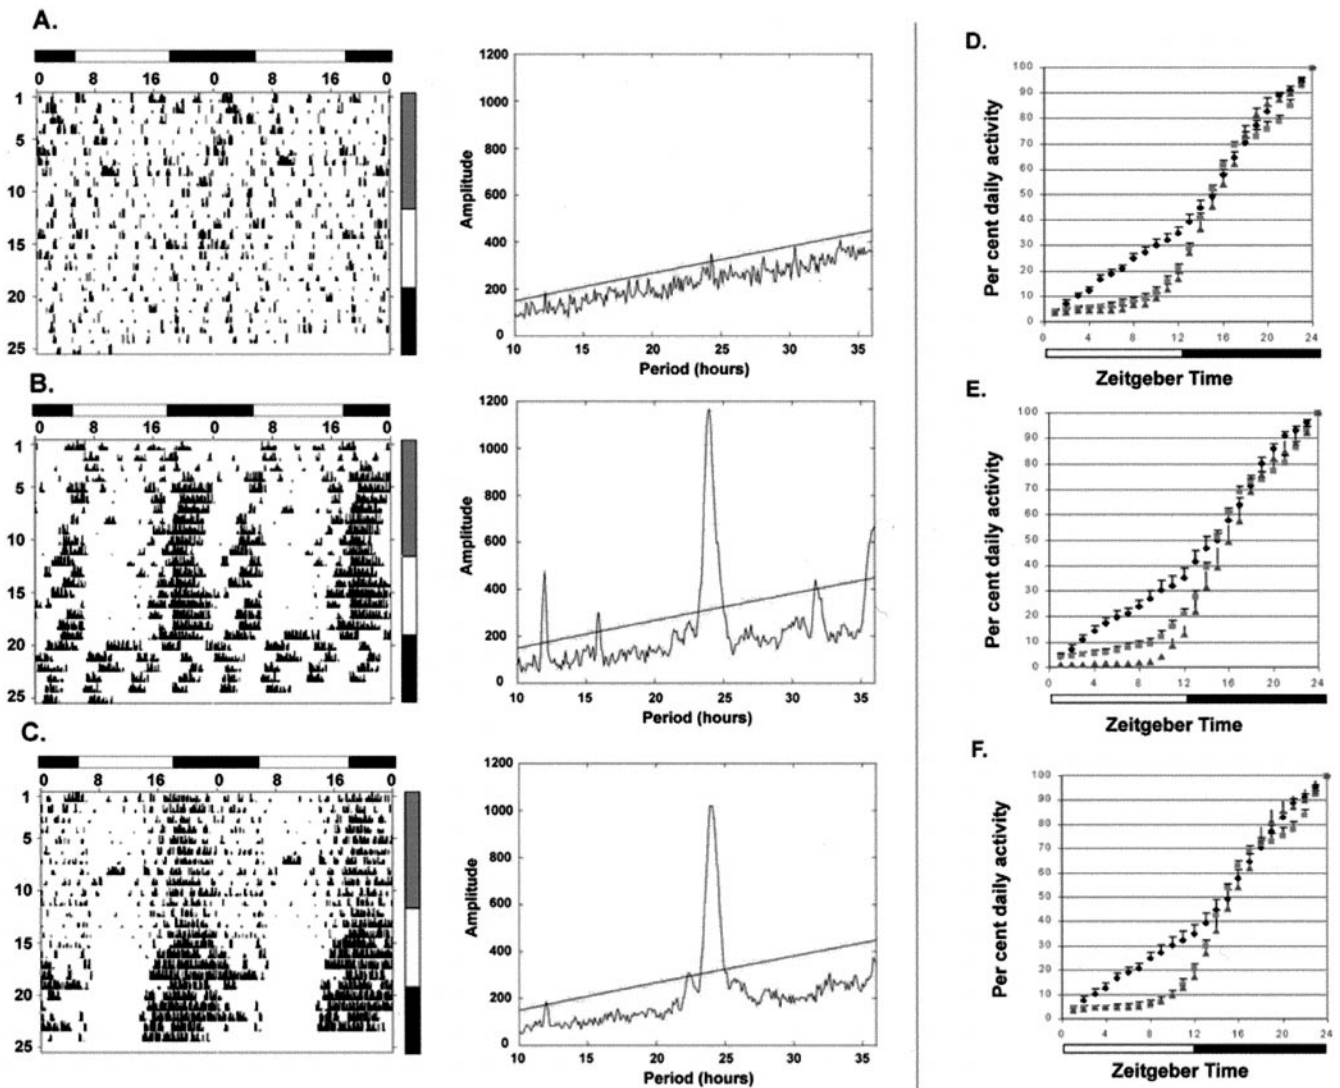 A.
0 8 16 0 8 16 0
1
5
10
15
20
25
1200
1000
800
600
400
200
0
Amplitude
10 15 20 25 30 35
Period (hours)
B.
0 8 16 0 8 16 0
1
5
10
15
20
25
1200
1000
800
600
400
200
0
Amplitude
10 15 20 25 30 35
Period (hours)
C.
0 8 16 0 8 16 0
1
10
15
20
25
1200
1000
800
600
400
200
0
Amplitude
10 15 20 25 30 35
Period (hours)
D.
100
90
80
70
60
50
40
30
20
10
0
Per cent daily activity
0 4 8 12 16 20 24
Zeitgeber Time
E.
100
90
80
70
60
50
40
30
20
10
0
Per cent daily activity
0 4 8 12 16 20 24
Zeitgeber Time
F.
100
90
80
70
60
50
40
30
20
10
0
Per cent daily activity
0 4 8 12 16 20 24
Zeitgeber Time